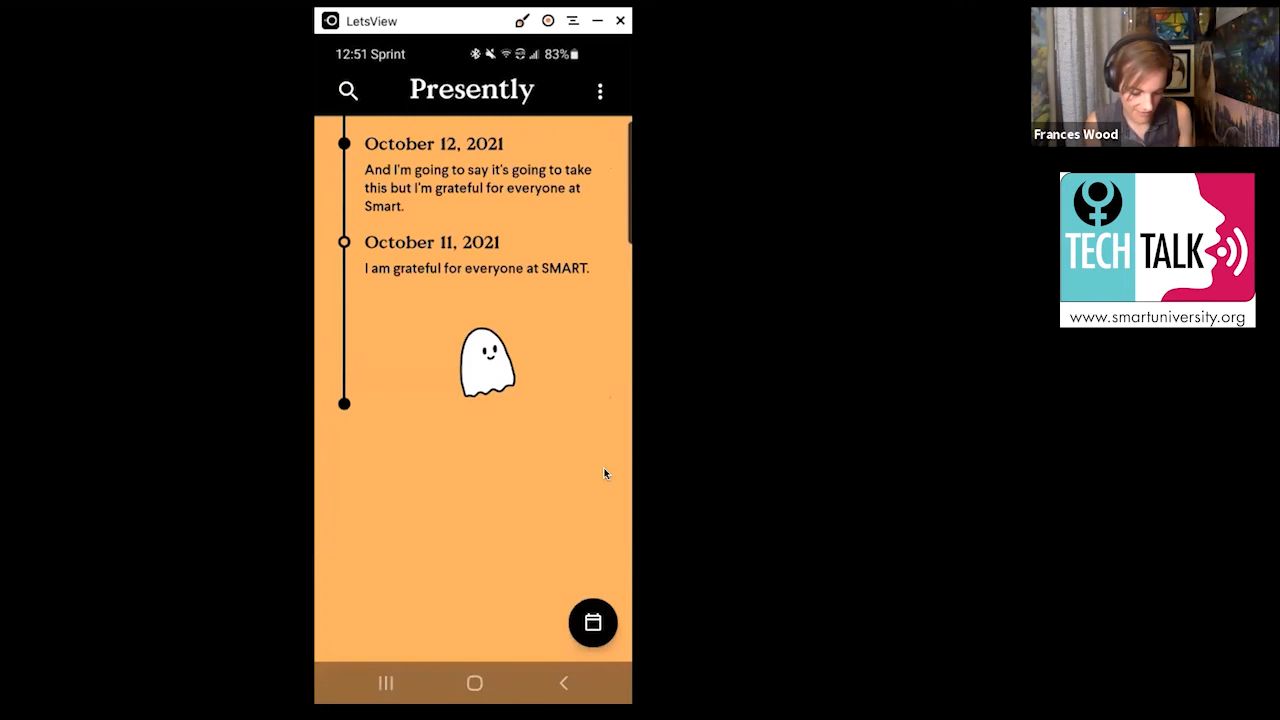 LetsView
12:51 Sprint
83%
Presently
October 12, 2021
And I'm going to say it's going to take
this but I'm grateful for everyone at
Smart.
October 11, 2021
I am grateful for everyone at SMART.
Frances Wood
TECH TALK
www.smartuniversity.org